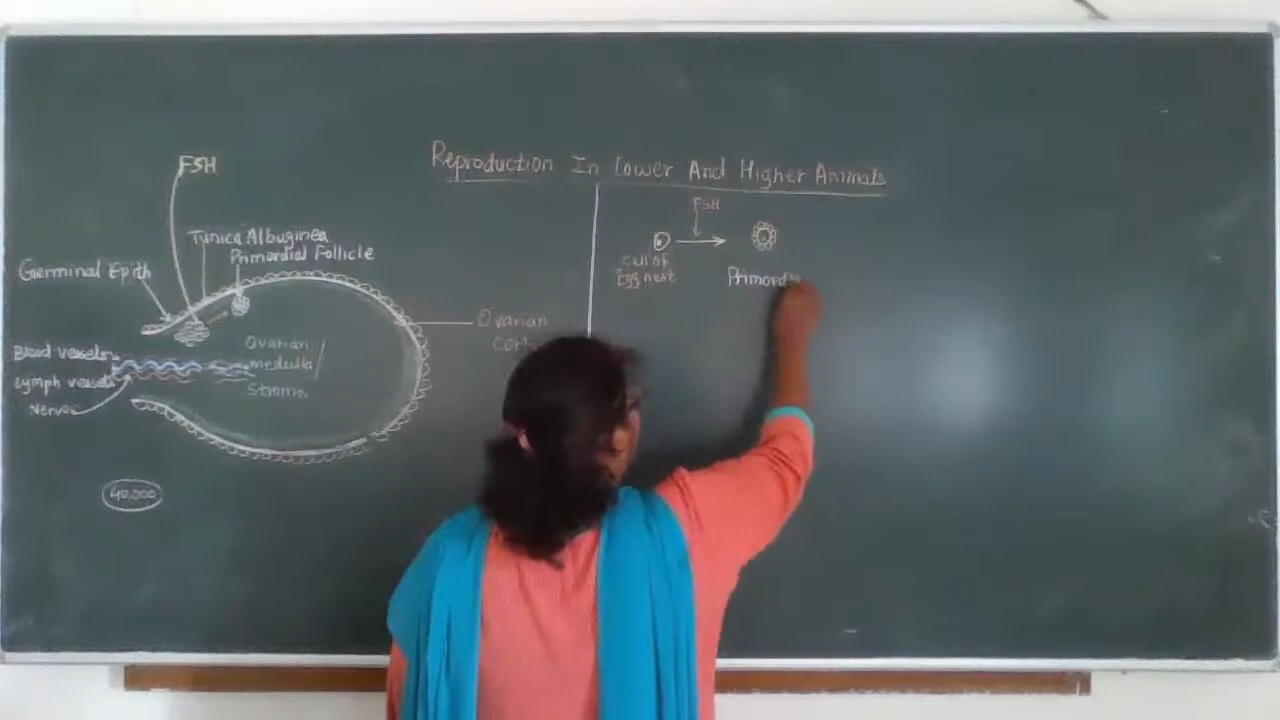 Reproduction In Lower And Higher Animals
FSH
Tunica Albuginea
Primordial Follicle
Germinal Epith
Ovarian
Blood vessels
Ovarian
medulla/
Lymph vessels
Stroma
Nerves
40,000
FSH
Cell of
Egg nest